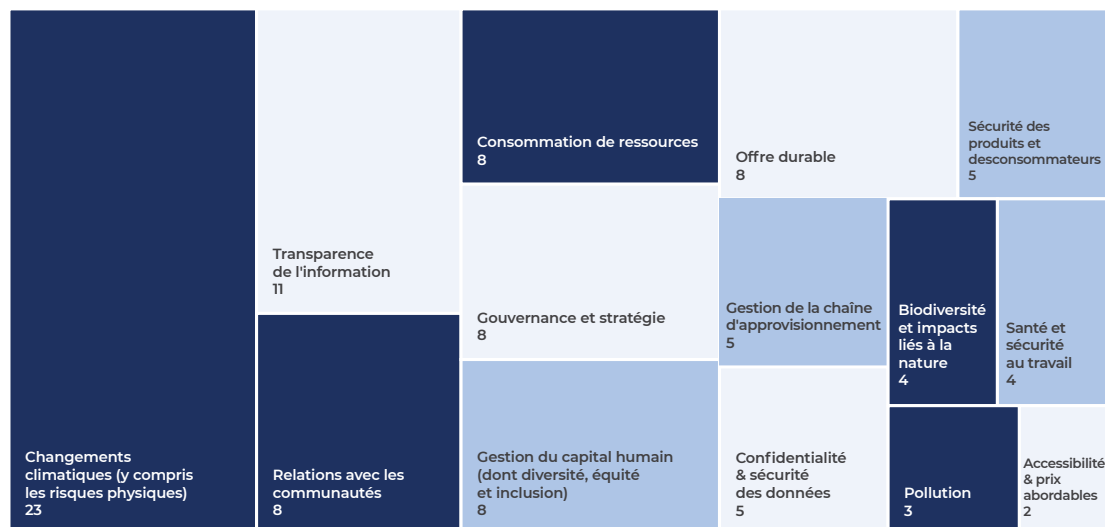 Changements
climatiques (y compris
les risques physiques)
23
Transparence
de l'information
11
Relations avec les
communautés
8
Consommation de ressources
8
Gouvernance et stratégie
8
Gestion du capital humain
(dont diversité, équité
et inclusion)
8
Offre durable
8
Sécurité des
produits et
desconsommateurs
5
Gestion de la chaîne
d'approvisionnement
5
Biodiversité
et impacts
liés à la
nature
4
Santé et
sécurité
au travail
4
Confidentialité
& sécurité
des données
5
Pollution
3
Accessibilité
& prix
abordables
2